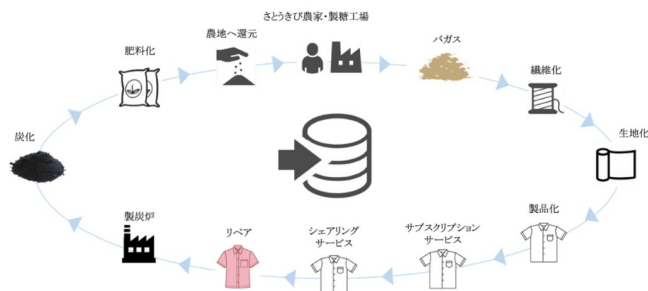 さとうきび農家・製糖工場
バガス
繊維化
生地化
製品化
サブスクリプション
サービス
シェアリング
サービス
リペア
製炭炉
炭化
肥料化
農地へ還元